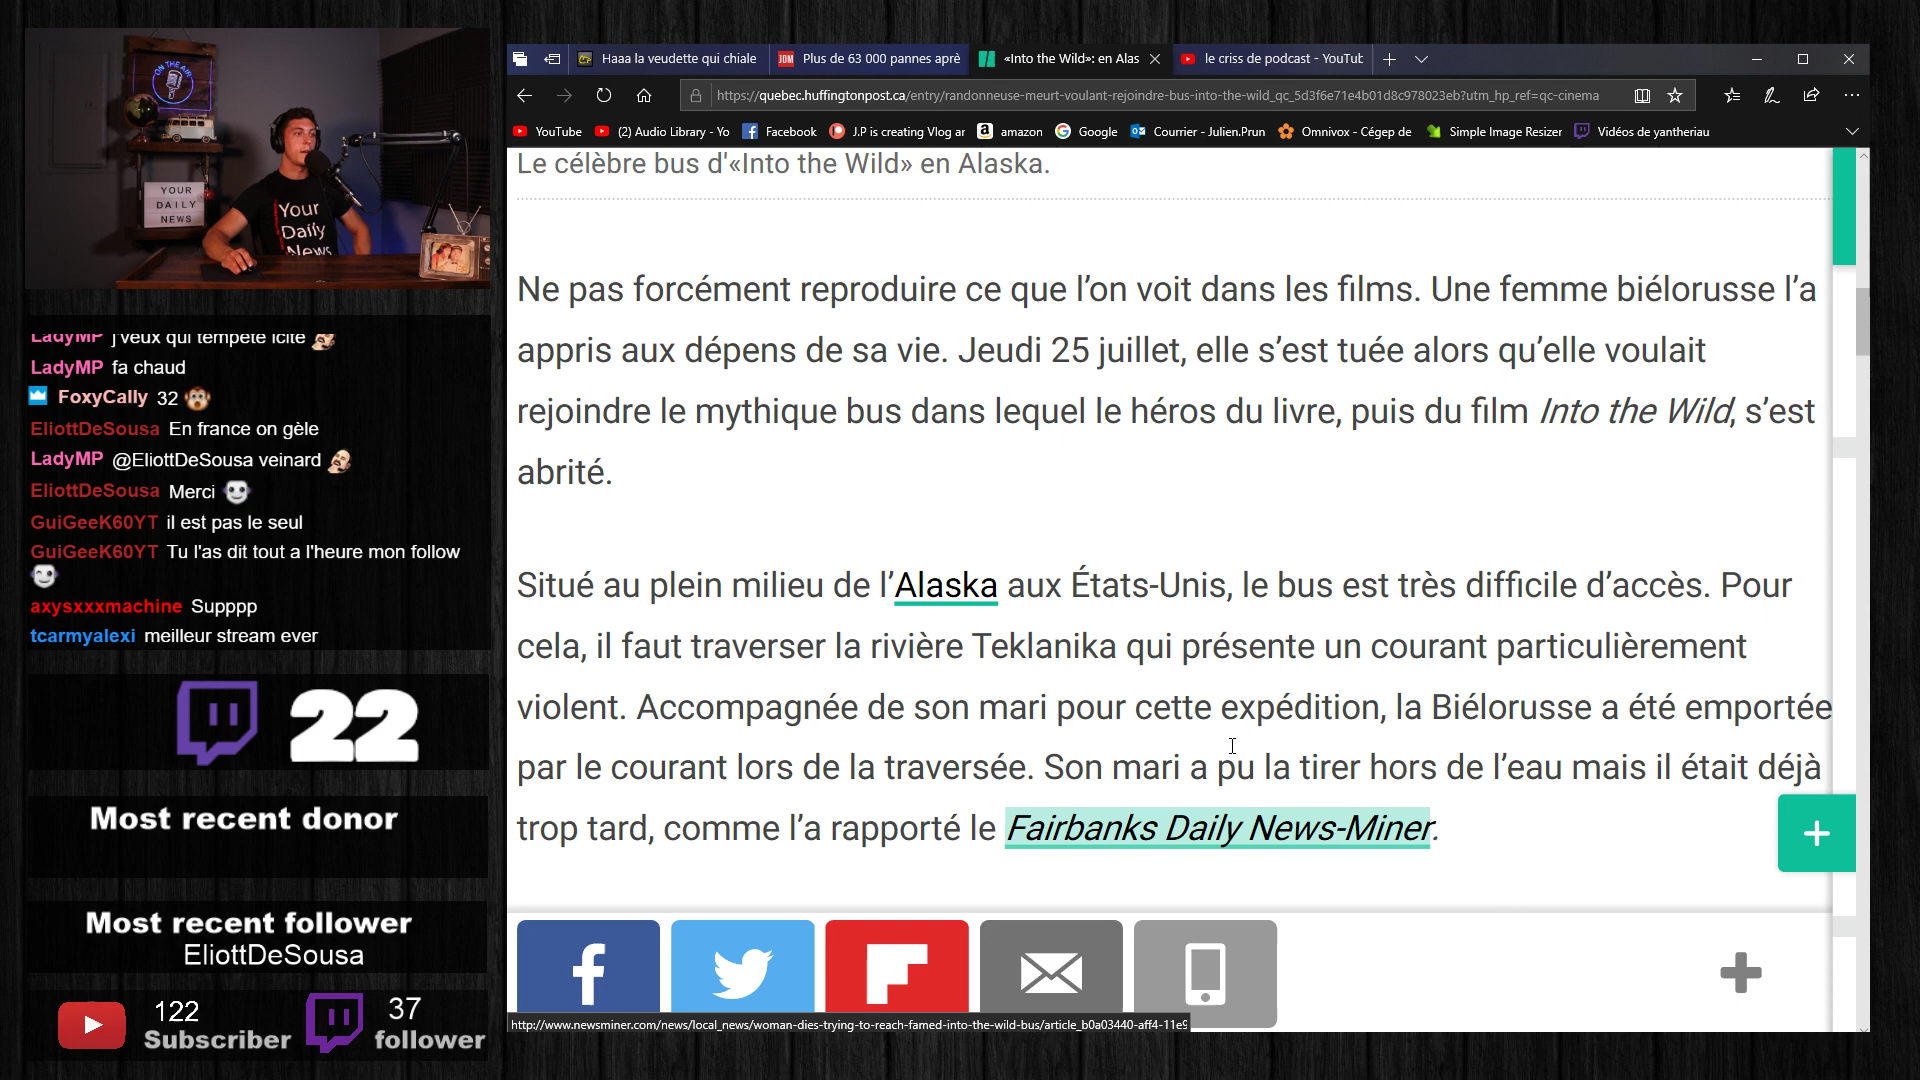 ON THE AIR
YOUR
DAILY
NEWS
Your
Daily
News
LadyMP j'veux qui tempete icite
LadyMP fa chaud
FoxyCally 32
EliottDeSousa En france on gèle
LadyMP @EliottDeSousa veinard
EliottDeSousa Merci
GuiGeeK60YT il est pas le seul
GuiGeeK60YT Tu l'as dit tout a l'heure mon follow
axysxxxmachine Supppp
tcarmyalexi meilleur stream ever
22
Most recent donor
Most recent follower
EliottDeSousa
122
Subscriber
37
follower
Haaa la veudette qui chiale
JDM Plus de 63 000 pannes aprè
«Into the Wild»: en Alas
le criss de podcast - YouTub
https://quebec.huffingtonpost.ca/entry/randonneuse-meurt-voulant-rejoindre-bus-into-the-wild_qc_5d3f6e71e4b01d8c978023eb?utm_hp_ref=qc-cinema
YouTube
(2) Audio Library - Yo
Facebook
J.P is creating Vlog ar
amazon
Google
Courrier - Julien.Prun
Omnivox - Cégep de
Simple Image Resizer
Vidéos de yantheriau
Le célèbre bus d'«Into the Wild» en Alaska.
Ne pas forcément reproduire ce que l’on voit dans les films. Une femme biélorusse l’a
appris aux dépens de sa vie. Jeudi 25 juillet, elle s’est tuée alors qu’elle voulait
rejoindre le mythique bus dans lequel le héros du livre, puis du film Into the Wild, s’est
abrité.
Situé au plein milieu de l’Alaska aux États-Unis, le bus est très difficile d’accès. Pour
cela, il faut traverser la rivière Teklanika qui présente un courant particulièrement
violent. Accompagnée de son mari pour cette expédition, la Biélorusse a été emportée
par le courant lors de la traversée. Son mari a pu la tirer hors de l’eau mais il était déjà
trop tard, comme l’a rapporté le Fairbanks Daily News-Miner.
http://www.newsminer.com/news/local_news/woman-dies-trying-to-reach-famed-into-the-wild-bus/article_b0a03440-aff4-11e9